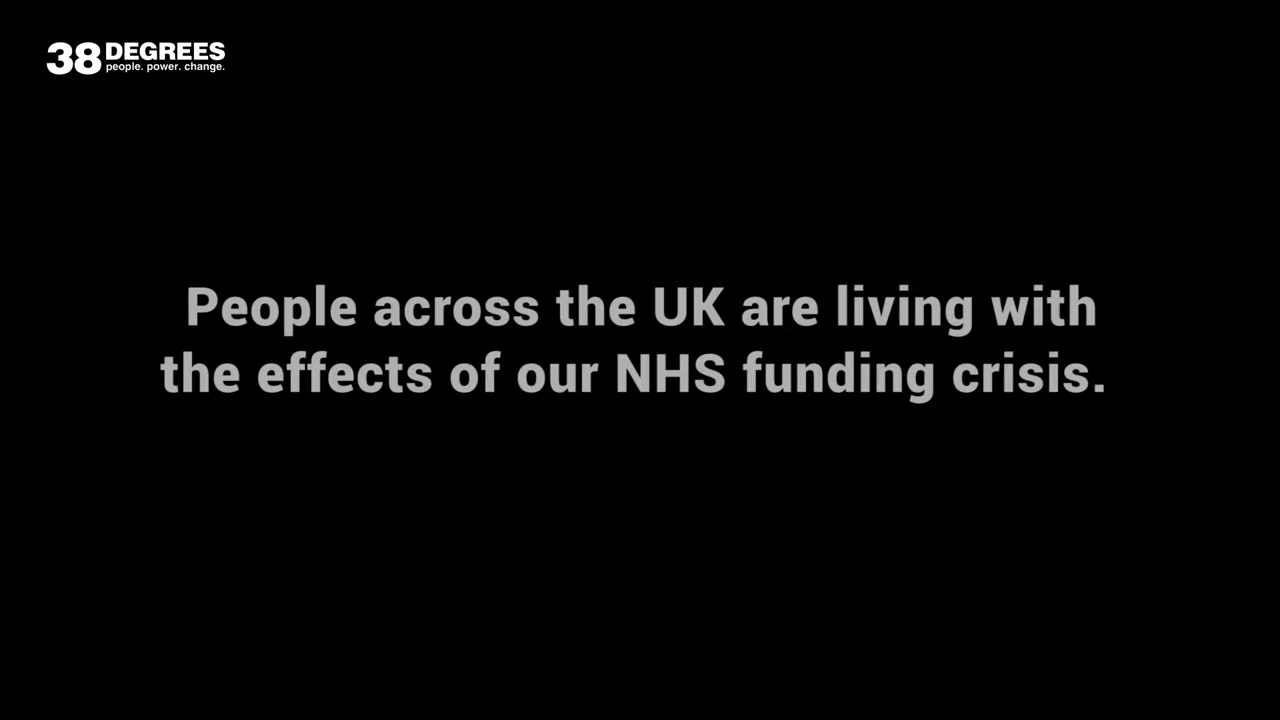 38 DEGREES
people. power. change.
People across the UK are living with
the effects of our NHS funding crisis.